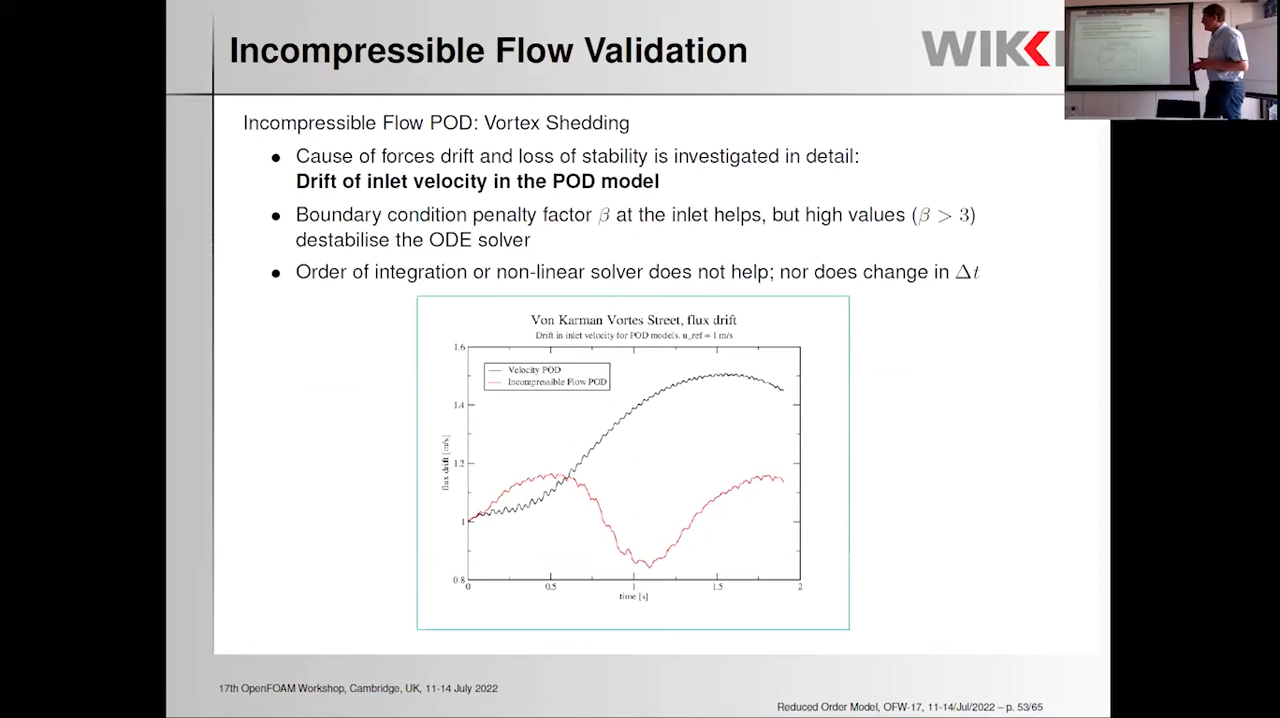 Incompressible Flow Validation
WIKKI
Incompressible Flow POD: Vortex Shedding
• Cause of forces drift and loss of stability is investigated in detail:
Drift of inlet velocity in the POD model
• Boundary condition penalty factor β at the inlet helps, but high values (β > 3)
destabilise the ODE solver
• Order of integration or non-linear solver does not help; nor does change in Δt
Von Karman Vortes Street, flux drift
Drift in inlet velocity for POD models. u_ref = 1 m/s
Velocity POD
Incompressible Flow POD
flux drift [m/s]
1.6
1.4
1.2
1
0.8
0
0.5
1
1.5
2
time [s]
17th OpenFOAM Workshop, Cambridge, UK, 11-14 July 2022
Reduced Order Model, OFW-17, 11-14/Jul/2022 – p. 53/65